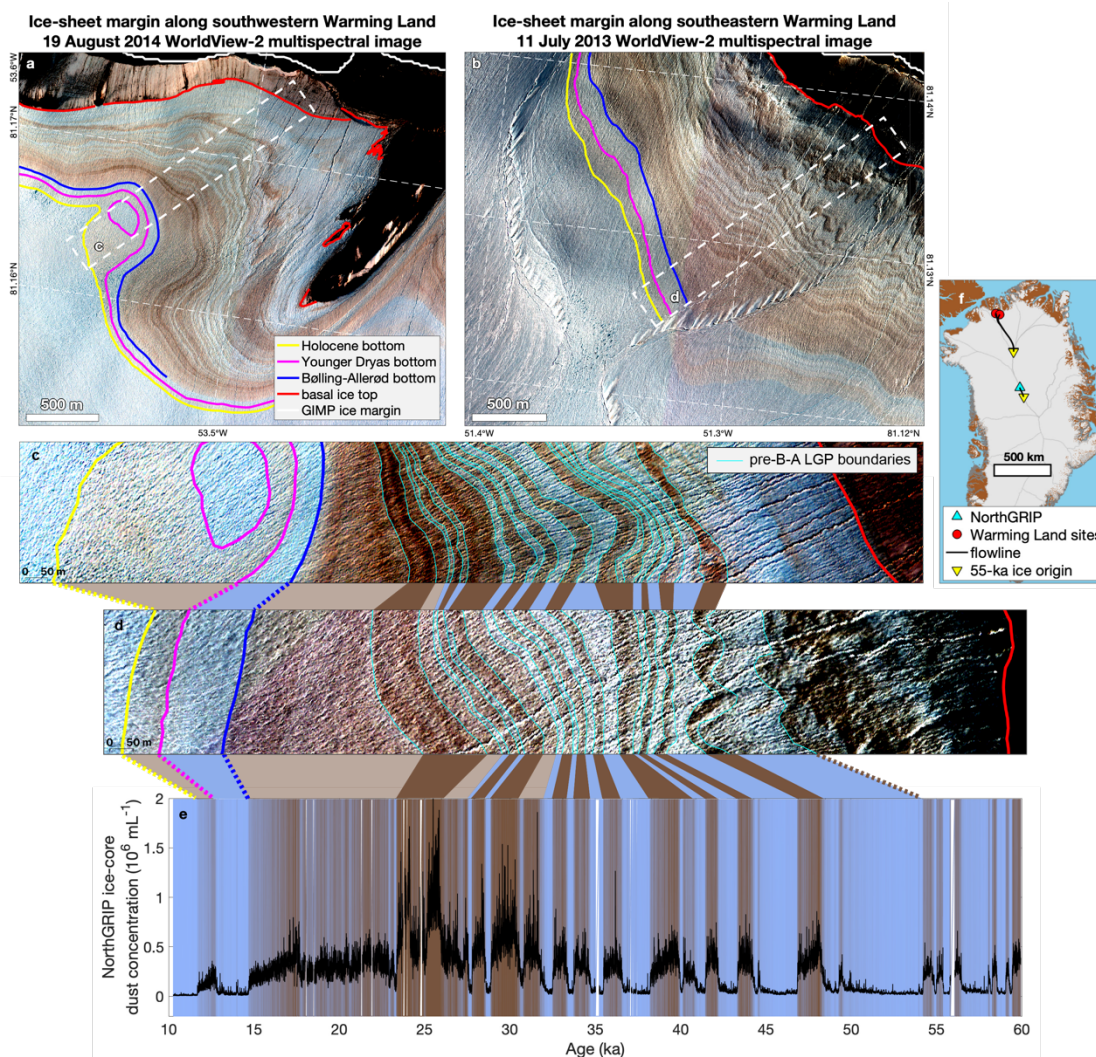 Ice-sheet margin along southwestern Warming Land
19 August 2014 WorldView-2 multispectral image
Ice-sheet margin along southeastern Warming Land
11 July 2013 WorldView-2 multispectral image
a
53.6°W
81.17°N
81.16°N
c
Holocene bottom
Younger Dryas bottom
Bølling-Allerød bottom
basal ice top
GIMP ice margin
500 m
53.5°W
b
81.14°N
81.13°N
d
500 m
51.4°W
51.3°W
81.12°N
f
500 km
NorthGRIP
Warming Land sites
flowline
55-ka ice origin
c
pre-B-A LGP boundaries
0 50 m
d
0 50 m
e
NorthGRIP ice-core
dust concentration (10⁶ mL⁻¹)
2
1.5
1
0.5
0
10 15 20 25 30 35 40 45 50 55 60
Age (ka)